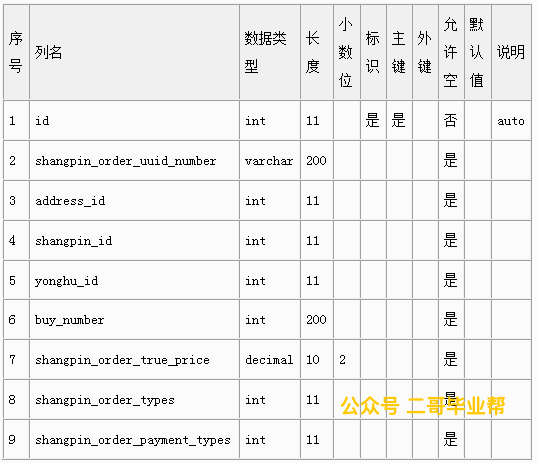 序号 列名 数据类型 长度 小数位 标识 主键 外键 允许空 默认值 说明
1 id int 11 是 是 否 auto
2 shangpin_order_uuid_number varchar 200 是
3 address_id int 11 是
4 shangpin_id int 11 是
5 yonghu_id int 11 是
6 buy_number int 200 是
7 shangpin_order_true_price decimal 10 2 是
8 shangpin_order_types int 11 是
公众号 二哥毕业帮
9 shangpin_order_payment_types int 11 是